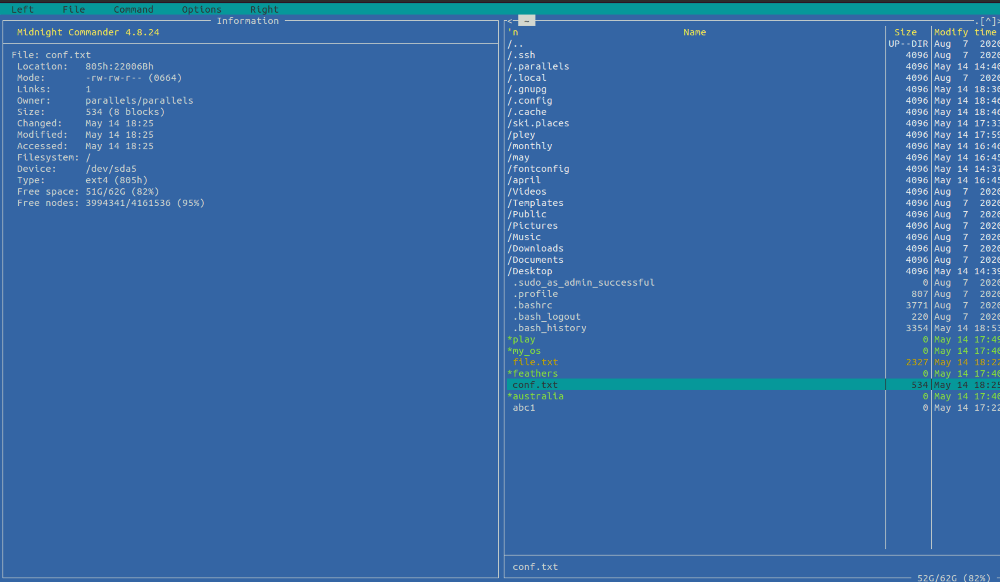 Left File Command Options Right
Information
Midnight Commander 4.8.24
File: conf.txt
Location: 805h:22006Bh
Mode: -rw-rw-r-- (0664)
Links: 1
Owner: parallels/parallels
Size: 534 (8 blocks)
Changed: May 14 18:25
Modified: May 14 18:25
Accessed: May 14 18:25
Filesystem: /
Device: /dev/sda5
Type: ext4 (805h)
Free space: 51G/62G (82%)
Free nodes: 3994341/4161536 (95%)
<- ~ .[^]>
'n Name Size Modify time
/.. UP--DIR Aug 7 2020
/.ssh 4096 Aug 7 2020
/.parallels 4096 May 14 14:40
/.local 4096 Aug 7 2020
/.gnupg 4096 May 14 18:30
/.config 4096 May 14 18:46
/.cache 4096 May 14 18:46
/ski.places 4096 May 14 17:33
/pley 4096 May 14 17:59
/monthly 4096 May 14 16:46
/may 4096 May 14 16:45
/fontconfig 4096 May 14 14:37
/april 4096 May 14 16:45
/Videos 4096 Aug 7 2020
/Templates 4096 Aug 7 2020
/Public 4096 Aug 7 2020
/Pictures 4096 Aug 7 2020
/Music 4096 Aug 7 2020
/Downloads 4096 Aug 7 2020
/Documents 4096 Aug 7 2020
/Desktop 4096 May 14 14:39
.sudo_as_admin_successful 0 Aug 7 2020
.profile 807 Aug 7 2020
.bashrc 3771 Aug 7 2020
.bash_logout 220 Aug 7 2020
.bash_history 3354 May 14 18:53
*play 0 May 14 17:49
*my_os 0 May 14 17:40
file.txt 2327 May 14 18:22
*feathers 0 May 14 17:40
conf.txt 534 May 14 18:25
*australia 0 May 14 17:40
abc1 0 May 14 17:22
conf.txt
52G/62G (82%)